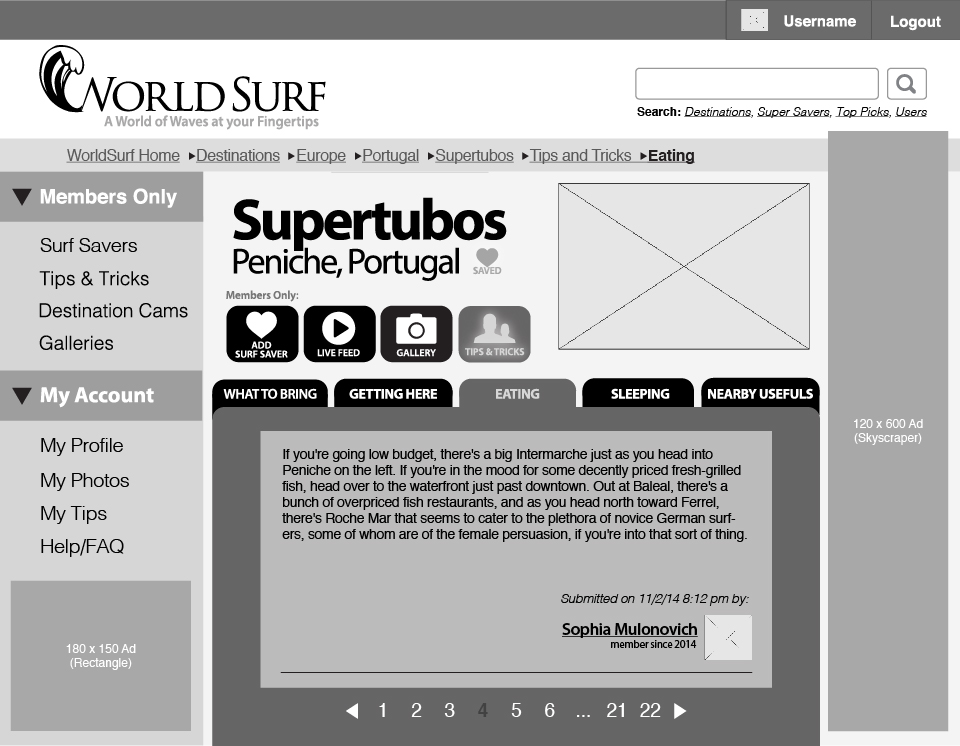 Username Logout
WORLD SURF
A World of Waves at your Fingertips
Search: Destinations, Super Savers, Top Picks, Users
WorldSurf Home ▸Destinations ▸Europe ▸Portugal ▸Supertubos ▸Tips and Tricks ▸Eating
Members Only
Surf Savers
Tips & Tricks
Destination Cams
Galleries
My Account
My Profile
My Photos
My Tips
Help/FAQ
180 x 150 Ad
(Rectangle)
Supertubos
Peniche, Portugal
SAVED
Members Only:
ADD
SURF SAVER
LIVE FEED
GALLERY
TIPS & TRICKS
WHAT TO BRING GETTING HERE EATING SLEEPING NEARBY USEFULS
If you're going low budget, there's a big Intermarche just as you head into
Peniche on the left. If you're in the mood for some decently priced fresh-grilled
fish, head over to the waterfront just past downtown. Out at Baleal, there's a
bunch of overpriced fish restaurants, and as you head north toward Ferrel,
there's Roche Mar that seems to cater to the plethora of novice German surf-
ers, some of whom are of the female persuasion, if you're into that sort of thing.
Submitted on 11/2/14 8:12 pm by:
Sophia Mulonovich
member since 2014
1 2 3 4 5 6 ... 21 22
120 x 600 Ad
(Skyscraper)